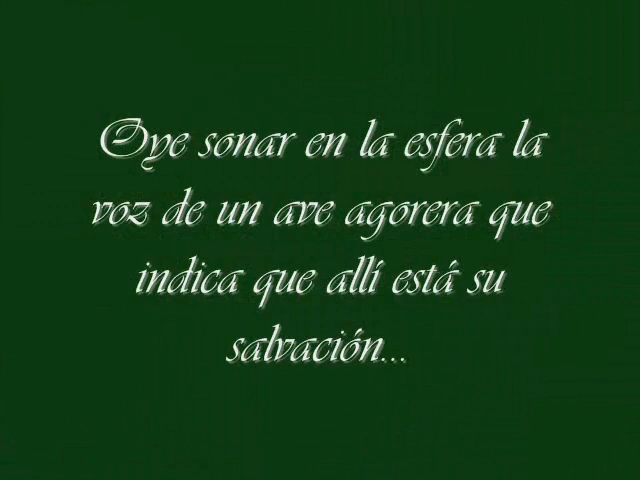 Oye sonar en la esfera la
voz de un ave agorera que
indica que allí está su
salvación...